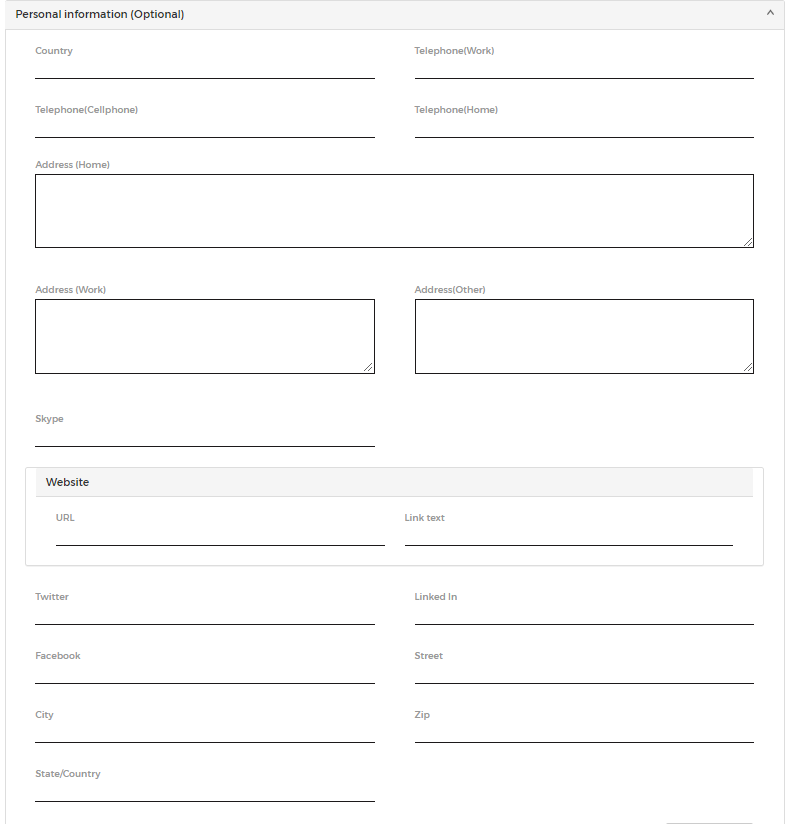 Personal information (Optional)
Country
Telephone(Work)
Telephone(Cellphone)
Telephone(Home)
Address (Home)
Address (Work)
Address(Other)
Skype
Website
URL
Link text
Twitter
Linked In
Facebook
Street
City
Zip
State/Country